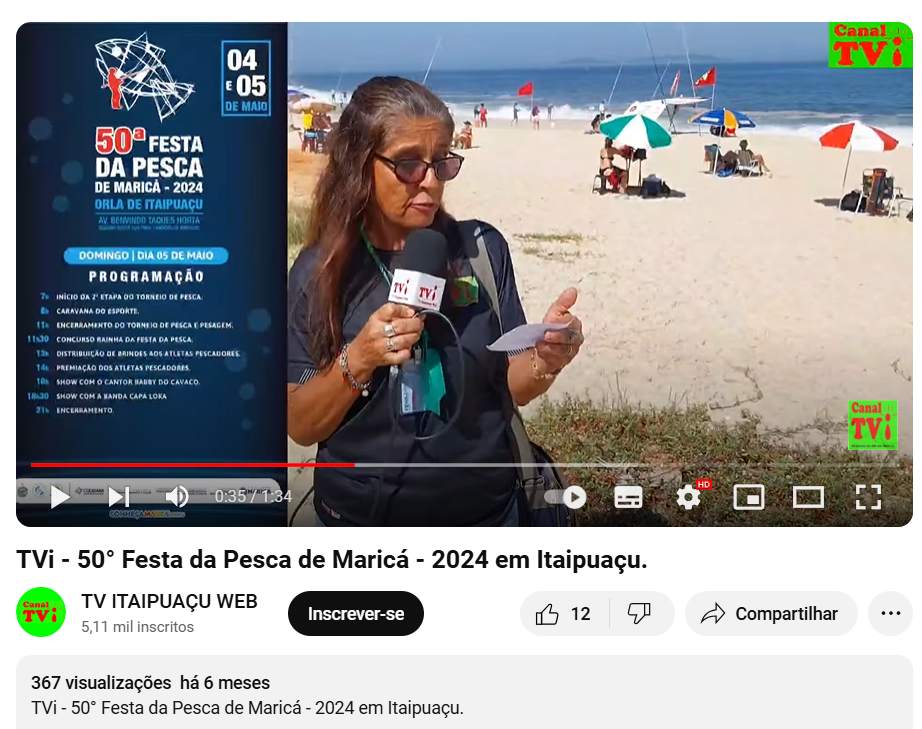 Canal
TVi
04
E 05
DE MAIO
50ª FESTA
DA PESCA
DE MARICÁ - 2024
ORLA DE ITAIPUAÇU
AV. BENVINDO TAQUES HORTA
DOMINGO | DIA 05 DE MAIO
PROGRAMAÇÃO
7h INÍCIO DA 2ª ETAPA DO TORNEIO DE PESCA.
8h CARAVANA DO ESPORTE.
11h ENCERRAMENTO DO TORNEIO DE PESCA E PESAGEM.
11h30 CONCURSO RAINHA DA FESTA DA PESCA.
13h DISTRIBUIÇÃO DE BRINDES AOS ATLETAS PESCADORES.
14h PREMIAÇÃO DOS ATLETAS PESCADORES.
SHOW COM O CANTOR BABBY DO CAVACO.
18h30 SHOW COM A BANDA CAPA LOKA
21h ENCERRAMENTO.
TVi TVi
Canal
TVi
0:35 / 1:34
HD
TVi - 50° Festa da Pesca de Maricá - 2024 em Itaipuaçu.
Canal
TVi
TV ITAIPUAÇU WEB
5,11 mil inscritos
Inscrever-se
12
Compartilhar
367 visualizações há 6 meses
TVi - 50° Festa da Pesca de Maricá - 2024 em Itaipuaçu.